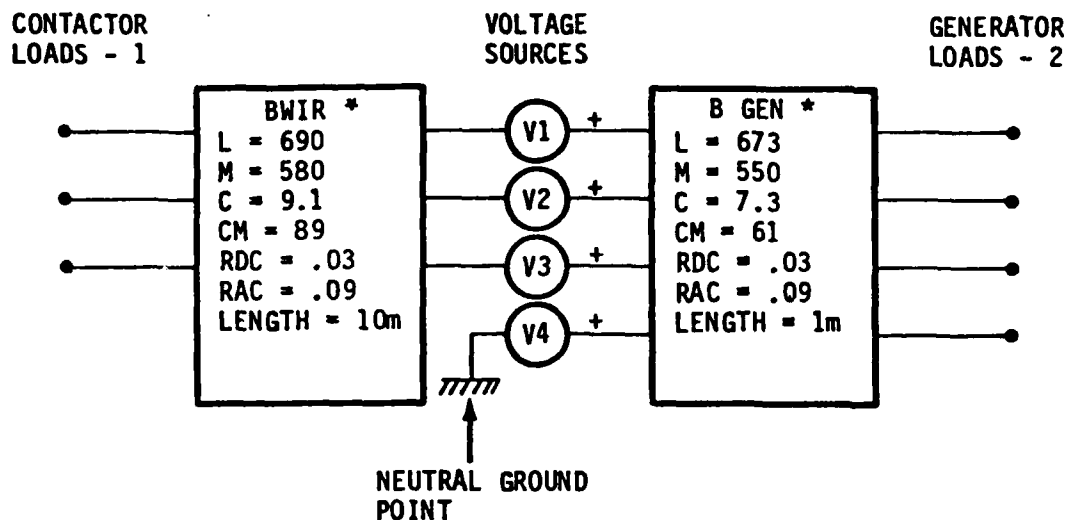 CONTACTOR
LOADS - 1
VOLTAGE
SOURCES
GENERATOR
LOADS - 2
BWIR *
L = 690
M = 580
C = 9.1
CM = 89
RDC = .03
RAC = .09
LENGTH = 10m
V1 +
V2 +
V3 +
V4 +
B GEN *
L = 673
M = 550
C = 7.3
CM = 61
RDC = .03
RAC = .09
LENGTH = 1m
NEUTRAL GROUND
POINT